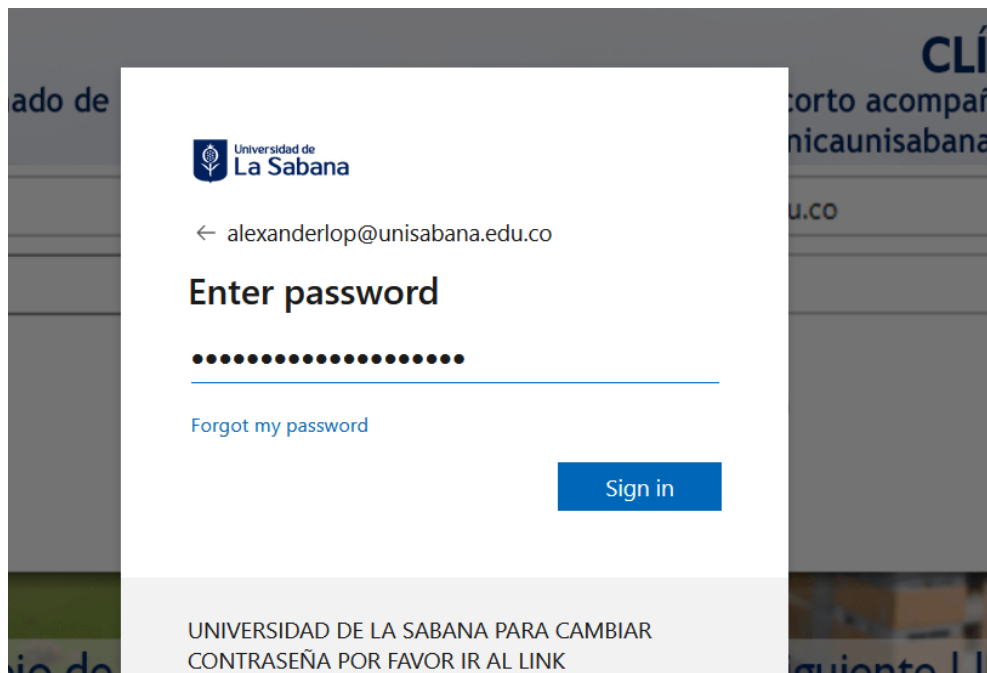 CLÍ
ado de
corto acompañ
nicaunisabana
Universidad de
La Sabana
u.co
← alexanderlop@unisabana.edu.co
Enter password
••••••••••••••••••••
Forgot my password
Sign in
UNIVERSIDAD DE LA SABANA PARA CAMBIAR
CONTRASEÑA POR FAVOR IR AL LINK